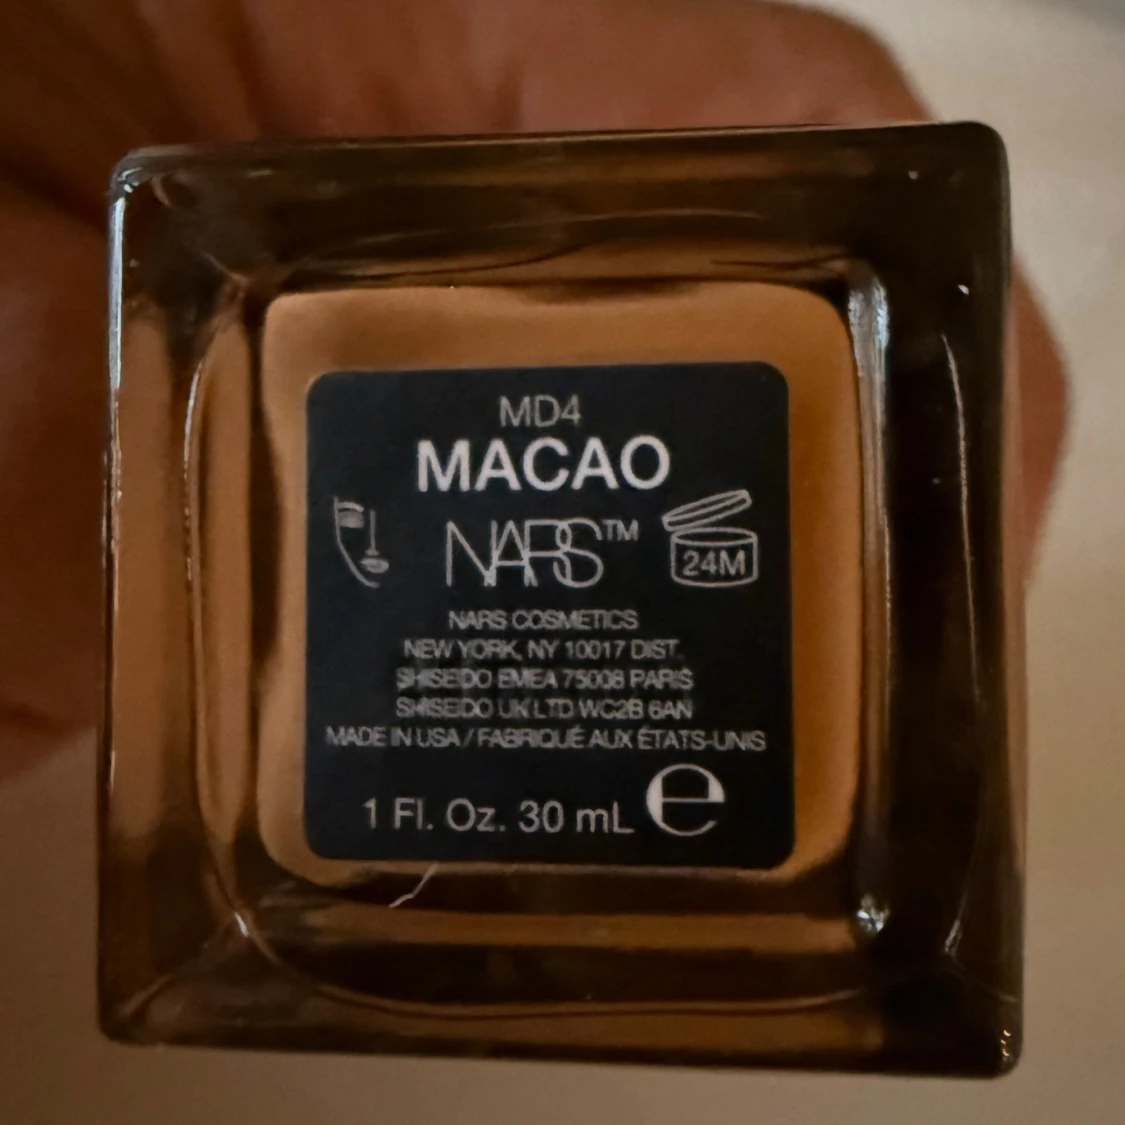 MD4
MACAO
NARS™
24M
NARS COSMETICS
NEW YORK, NY 10017 DIST.
SHISEIDO EMEA 75008 PARIS
SHISEIDO UK LTD WC2B 6AN
MADE IN USA / FABRIQUÉ AUX ÉTATS-UNIS
1 Fl. Oz. 30 mL e